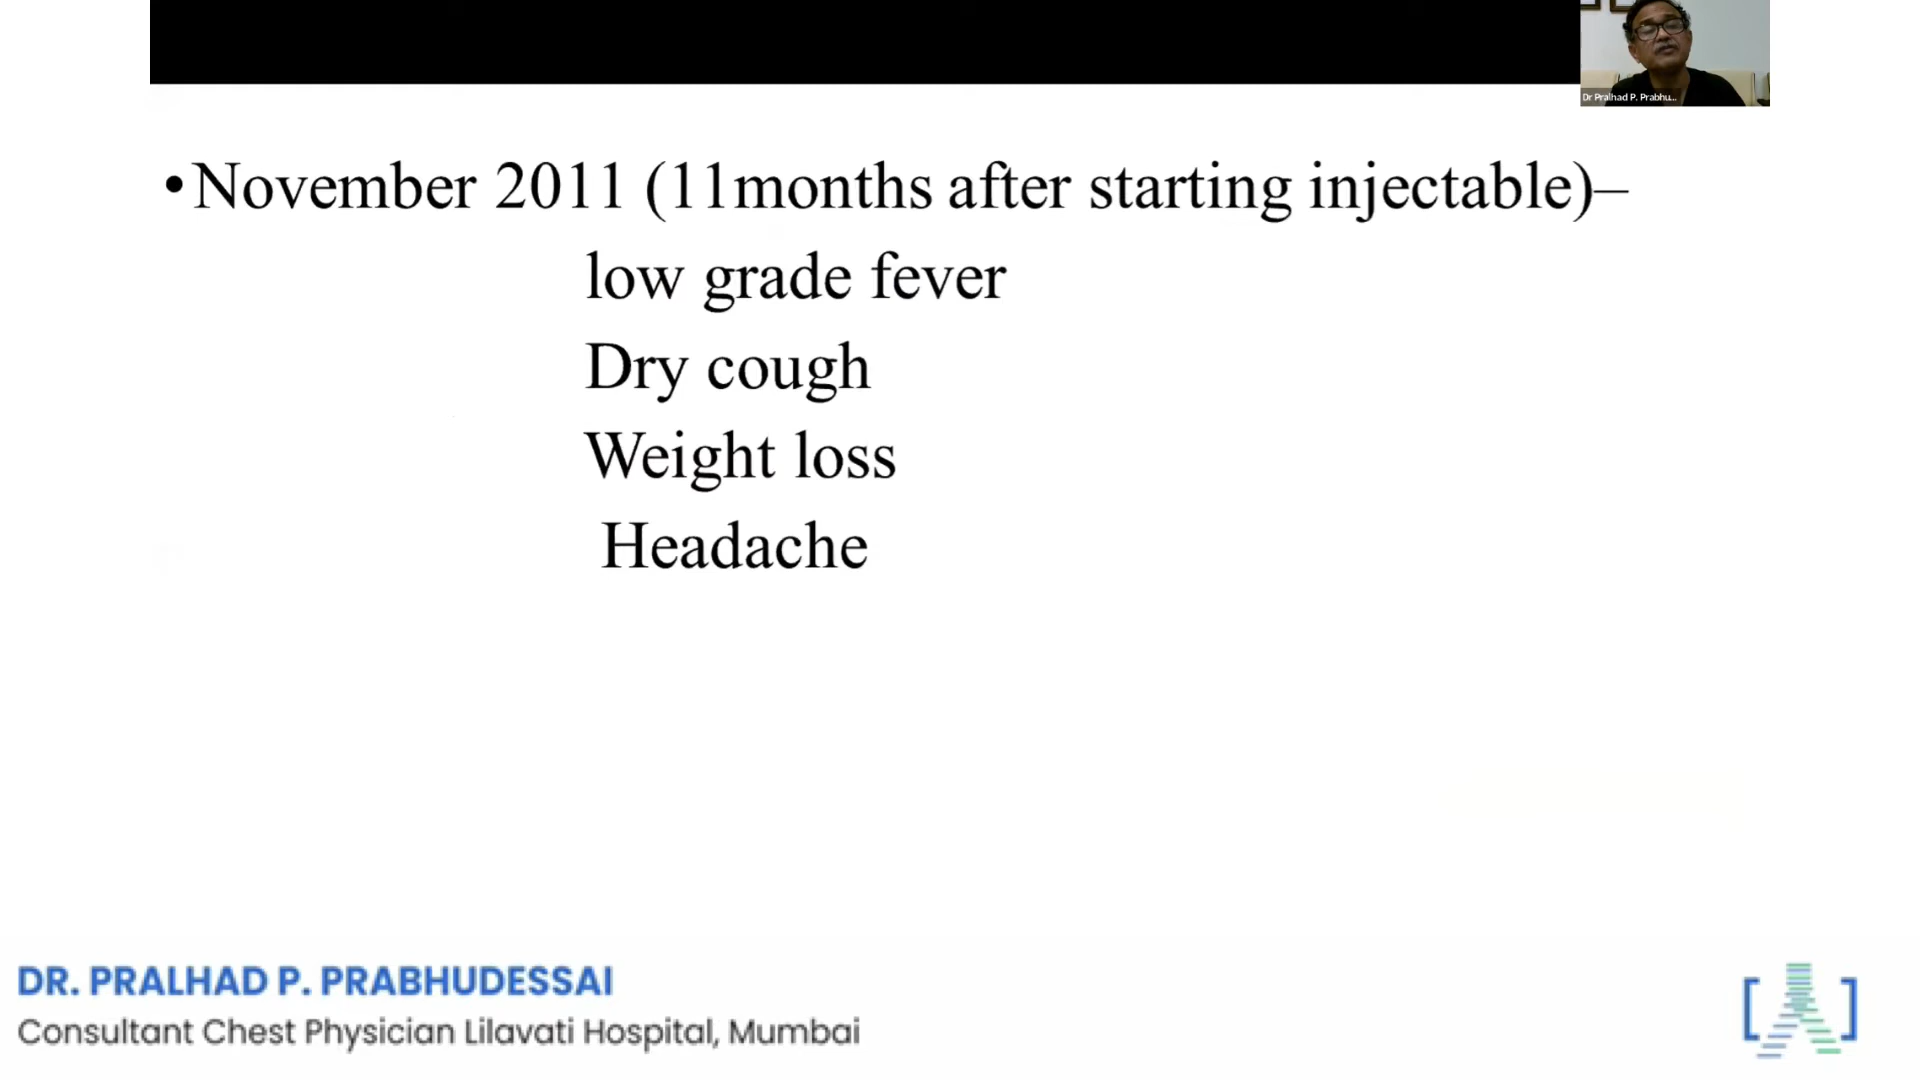 Dr Pralhad P. Prabhu...
•November 2011 (11months after starting injectable)–
low grade fever
Dry cough
Weight loss
Headache
DR. PRALHAD P. PRABHUDESSAI
Consultant Chest Physician Lilavati Hospital, Mumbai